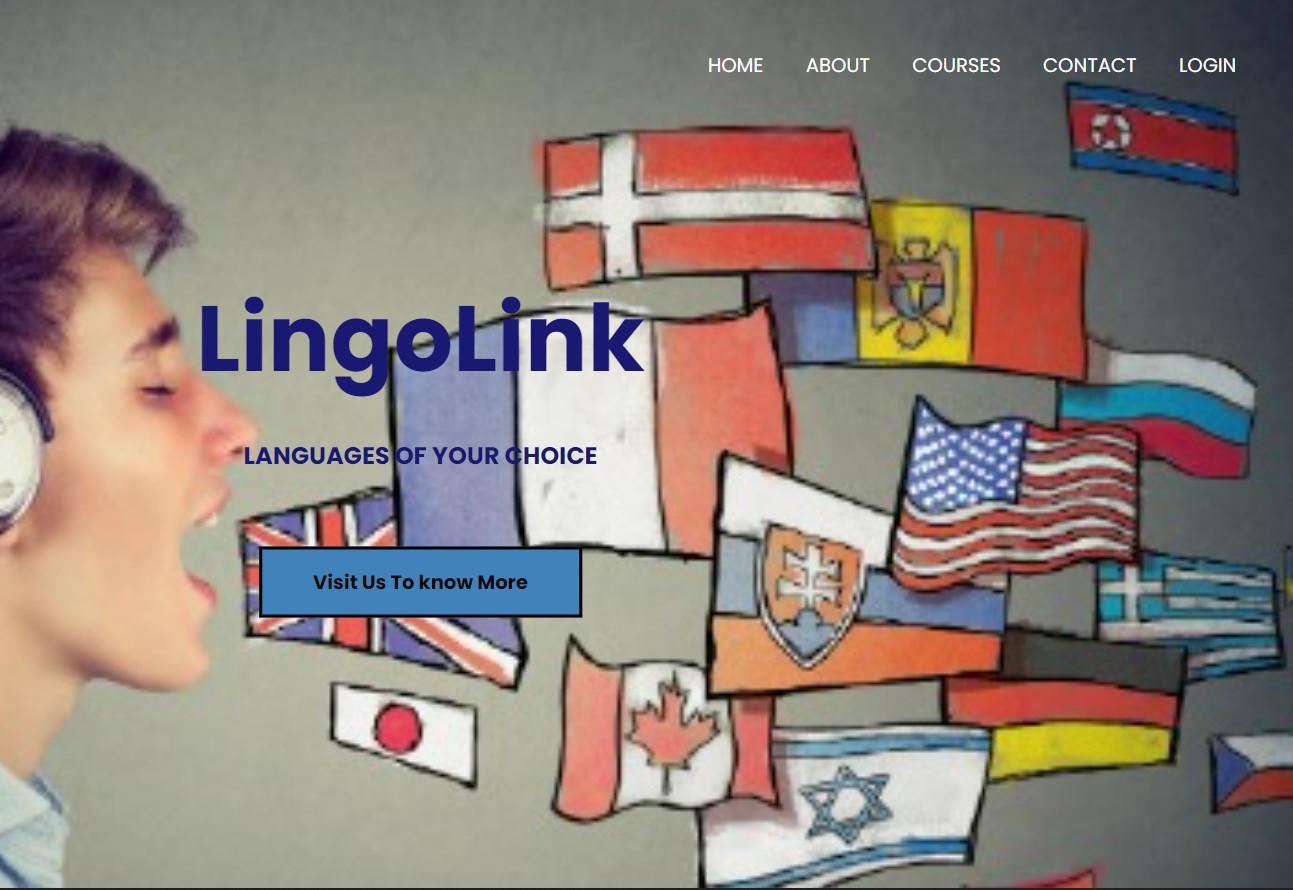 HOME ABOUT COURSES CONTACT LOGIN
LingoLink
LANGUAGES OF YOUR CHOICE
Visit Us To know More